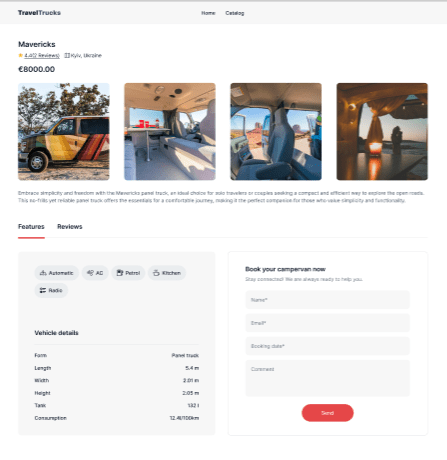 TravelTrucks
Home Catalog
Mavericks
4.4(2 Reviews) Kyiv, Ukraine
€8000.00
Embrace simplicity and freedom with the Mavericks panel truck, an ideal choice for solo travelers or couples seeking a compact and efficient way to explore the open roads.
This no-frills yet reliable panel truck offers the essentials for a comfortable journey, making it the perfect companion for those who value simplicity and functionality.
Features Reviews
Automatic AC Petrol Kitchen
Radio
Vehicle details
Form Panel truck
Length 5.4 m
Width 2.01 m
Height 2.05 m
Tank 132 l
Consumption 12.4l/100km
Book your campervan now
Stay connected! We are always ready to help you.
Name*
Email*
Booking date*
Comment
Send